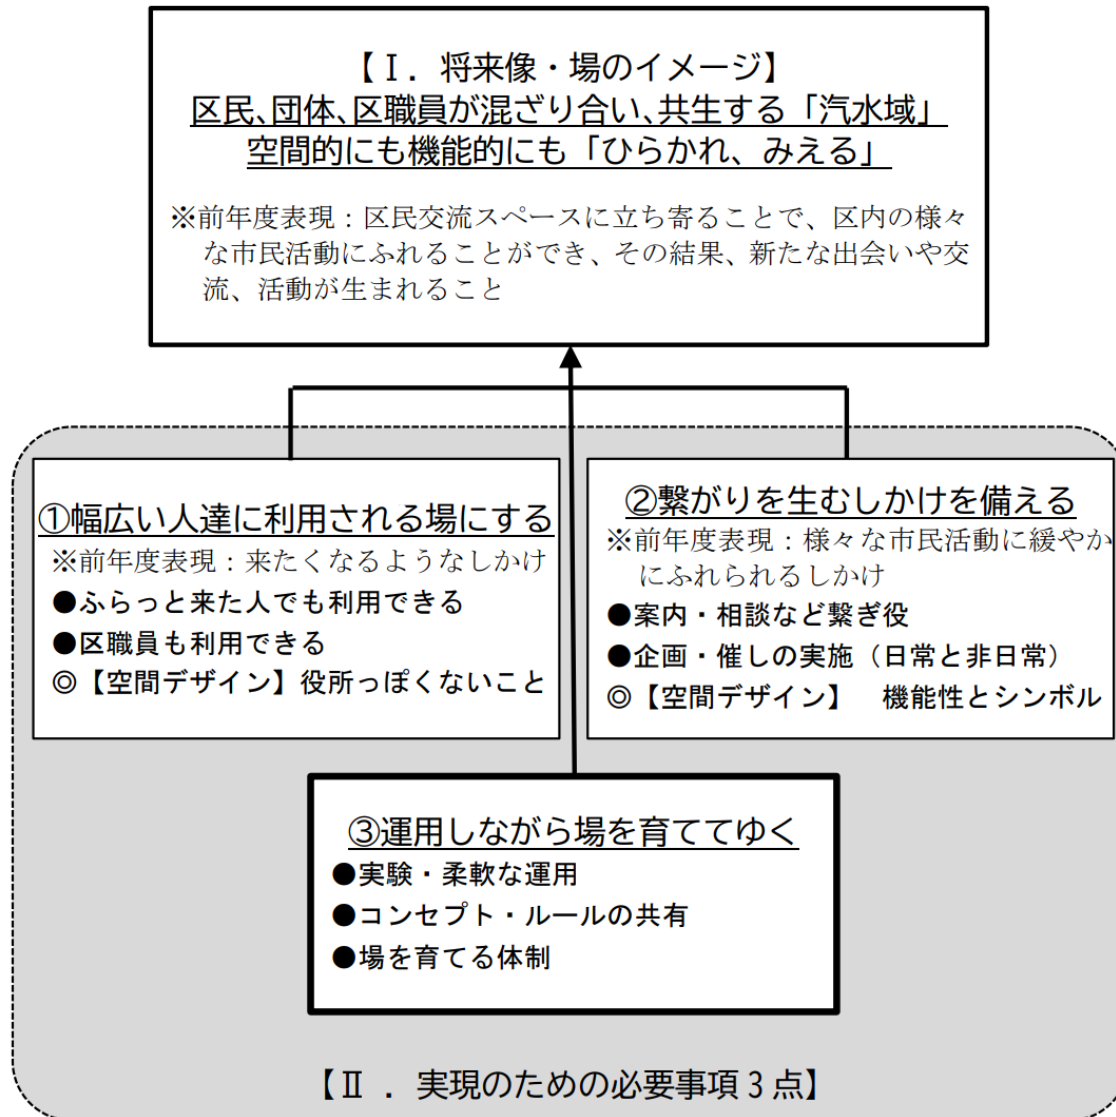 【Ⅰ．将来像・場のイメージ】
区民、団体、区職員が混ざり合い、共生する「汽水域」
空間的にも機能的にも「ひらかれ、みえる」
※前年度表現：区民交流スペースに立ち寄ることで、区内の様々
な市民活動にふれることができ、その結果、新たな出会いや交
流、活動が生まれること
①幅広い人達に利用される場にする
※前年度表現：来たくなるようなしかけ
●ふらっと来た人でも利用できる
●区職員も利用できる
◎【空間デザイン】役所っぽくないこと
②繋がりを生むしかけを備える
※前年度表現：様々な市民活動に緩やか
にふれられるしかけ
●案内・相談など繋ぎ役
●企画・催しの実施（日常と非日常）
◎【空間デザイン】　機能性とシンボル
③運用しながら場を育ててゆく
●実験・柔軟な運用
●コンセプト・ルールの共有
●場を育てる体制
【Ⅱ ．実現のための必要事項３点】